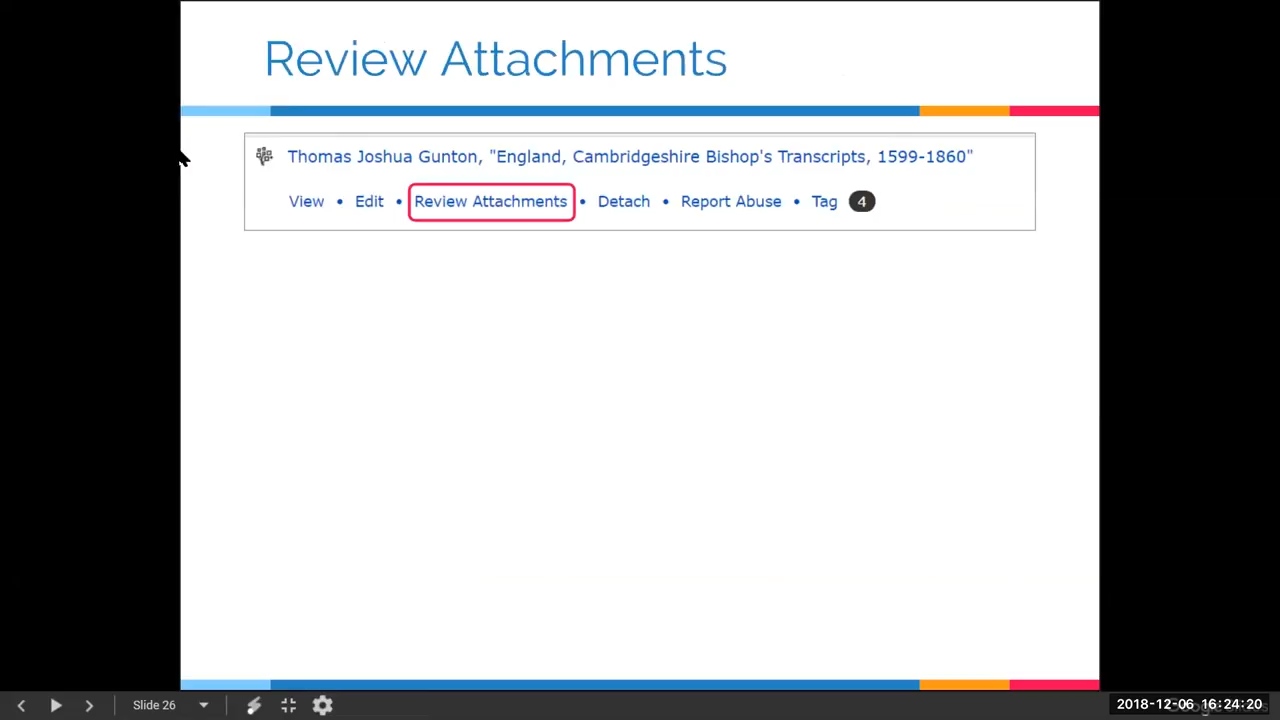 Review Attachments
Thomas Joshua Gunton, "England, Cambridgeshire Bishop's Transcripts, 1599-1860"
View • Edit • Review Attachments • Detach • Report Abuse • Tag 4
Slide 26
2018-12-06 16:24:20